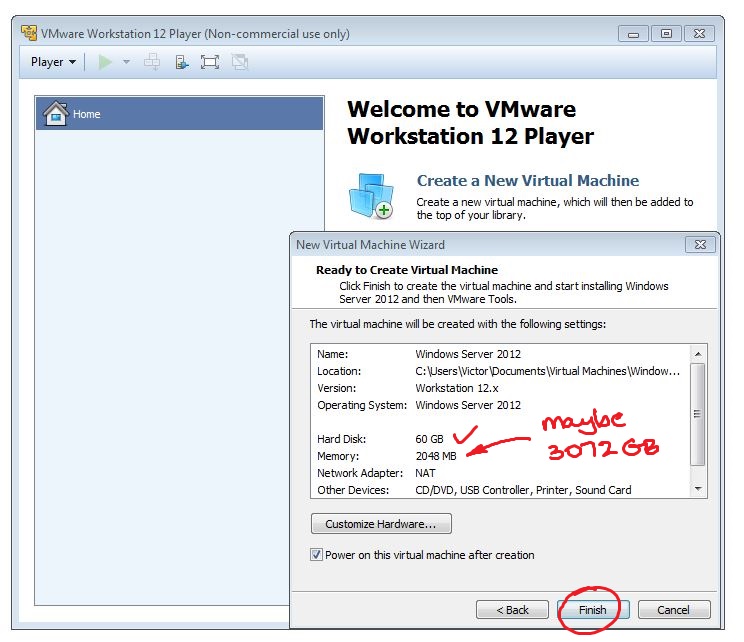 VMware Workstation 12 Player (Non-commercial use only)
Player
Home
Welcome to VMware
Workstation 12 Player
Create a New Virtual Machine
Create a new virtual machine, which will then be added to
the top of your library.
New Virtual Machine Wizard
Ready to Create Virtual Machine
Click Finish to create the virtual machine and start installing Windows
Server 2012 and then VMware Tools.
The virtual machine will be created with the following settings:
Name: Windows Server 2012
Location: C:\Users\Victor\Documents\Virtual Machines\Window...
Version: Workstation 12.x
Operating System: Windows Server 2012
Hard Disk: 60 GB
maybe
3072 GB
Memory: 2048 MB
Network Adapter: NAT
Other Devices: CD/DVD, USB Controller, Printer, Sound Card
Customize Hardware...
Power on this virtual machine after creation
< Back Finish Cancel